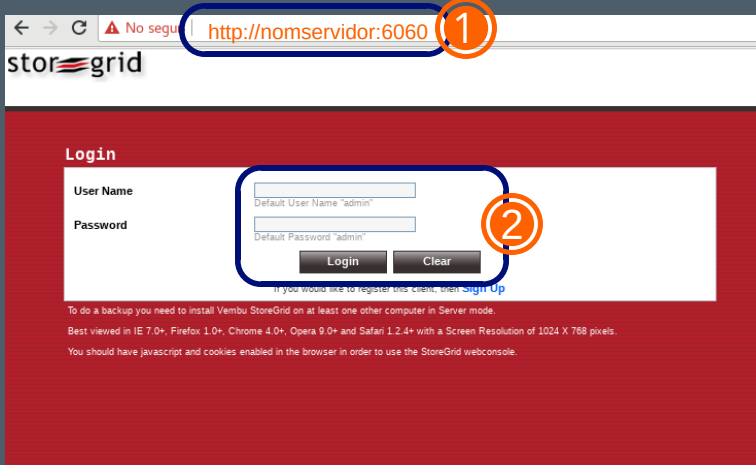 No segu
http://nomservidor:6060
1
storgrid
Login
User Name
Default User Name "admin"
Password
Default Password "admin"
2
Login Clear
If you would like to register this client, then Sign Up
To do a backup you need to install Vembu StoreGrid on at least one other computer in Server mode.
Best viewed in IE 7.0+, Firefox 1.0+, Chrome 4.0+, Opera 9.0+ and Safari 1.2.4+ with a Screen Resolution of 1024 X 768 pixels.
You should have javascript and cookies enabled in the browser in order to use the StoreGrid webconsole.